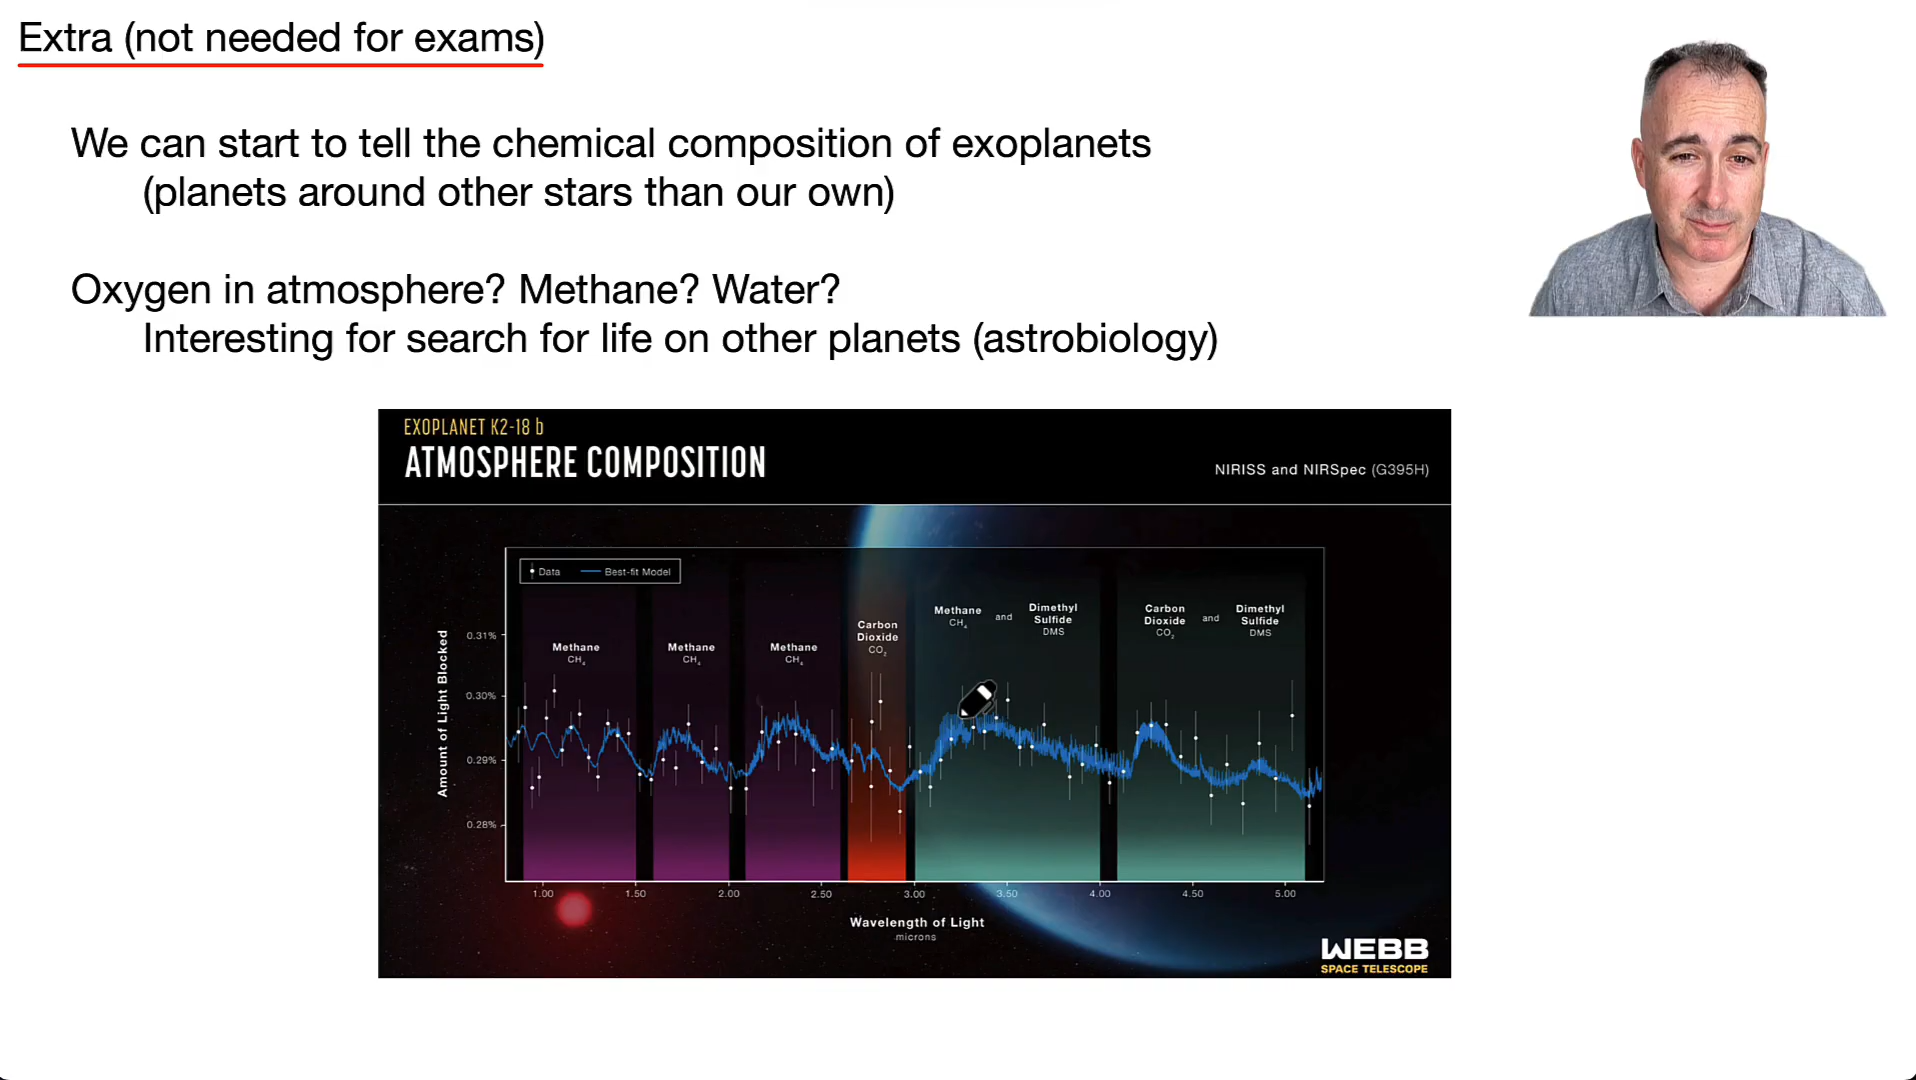 Extra (not needed for exams)
We can start to tell the chemical composition of exoplanets
(planets around other stars than our own)
Oxygen in atmosphere? Methane? Water?
Interesting for search for life on other planets (astrobiology)
EXOPLANET K2-18 b
ATMOSPHERE COMPOSITION
NIRISS and NIRSpec (G395H)
Data
Best-fit Model
Amount of Light Blocked
0.31%
0.30%
0.29%
0.28%
Methane
CH₄
Methane
CH₄
Methane
CH₄
Carbon
Dioxide
CO₂
Methane
CH₄
and
Dimethyl
Sulfide
DMS
Carbon
Dioxide
CO₂
and
Dimethyl
Sulfide
DMS
1.00 1.50 2.00 2.50 3.00 3.50 4.00 4.50 5.00
Wavelength of Light
microns
WEBB
SPACE TELESCOPE